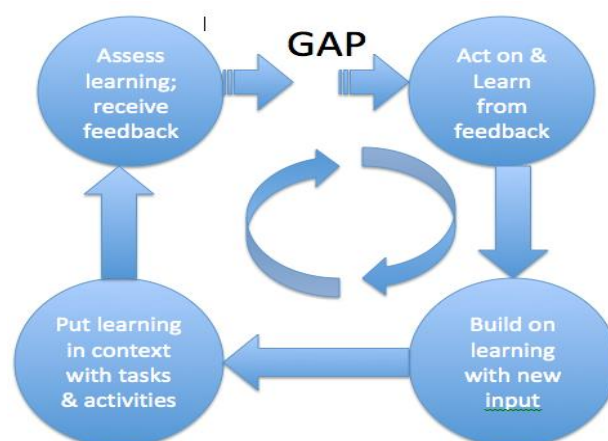 Assess
learning;
receive
feedback
GAP
Act on &
Learn
from
feedback
Put learning
in context
with tasks
& activities
Build on
learning
with new
input